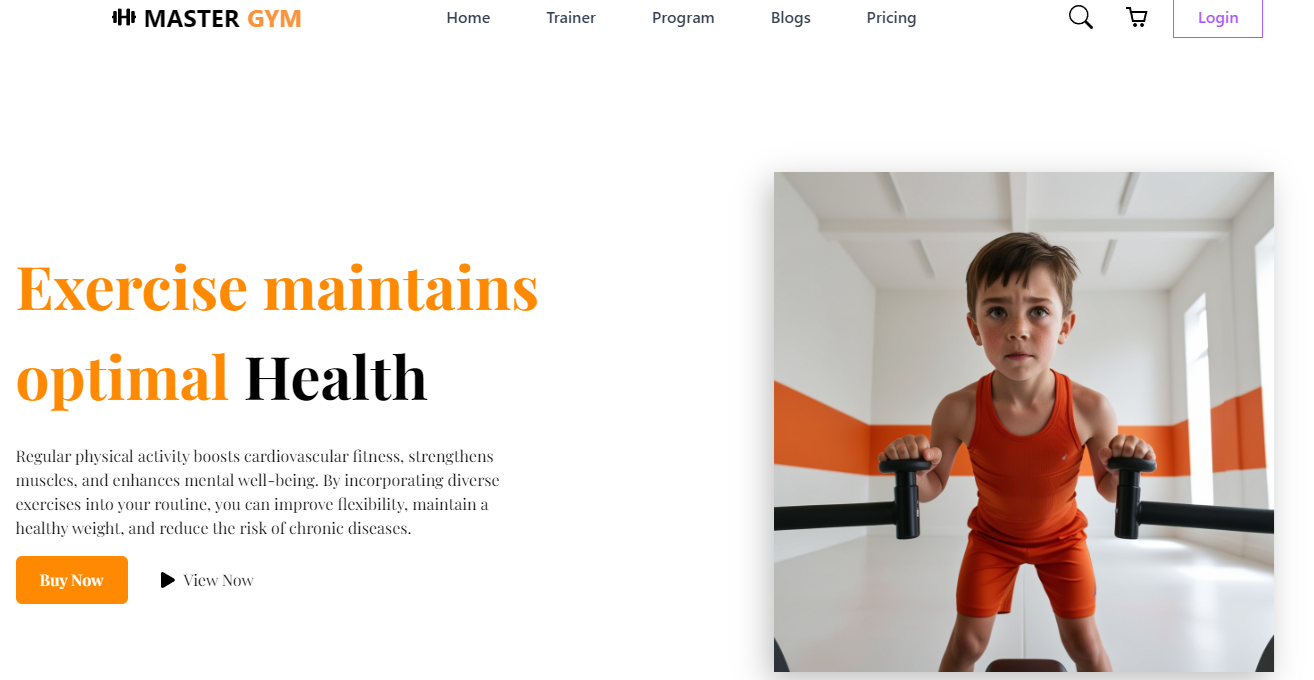 MASTER GYM
Home
Trainer
Program
Blogs
Pricing
Login
Exercise maintains
optimal Health
Regular physical activity boosts cardiovascular fitness, strengthens
muscles, and enhances mental well-being. By incorporating diverse
exercises into your routine, you can improve flexibility, maintain a
healthy weight, and reduce the risk of chronic diseases.
Buy Now
View Now